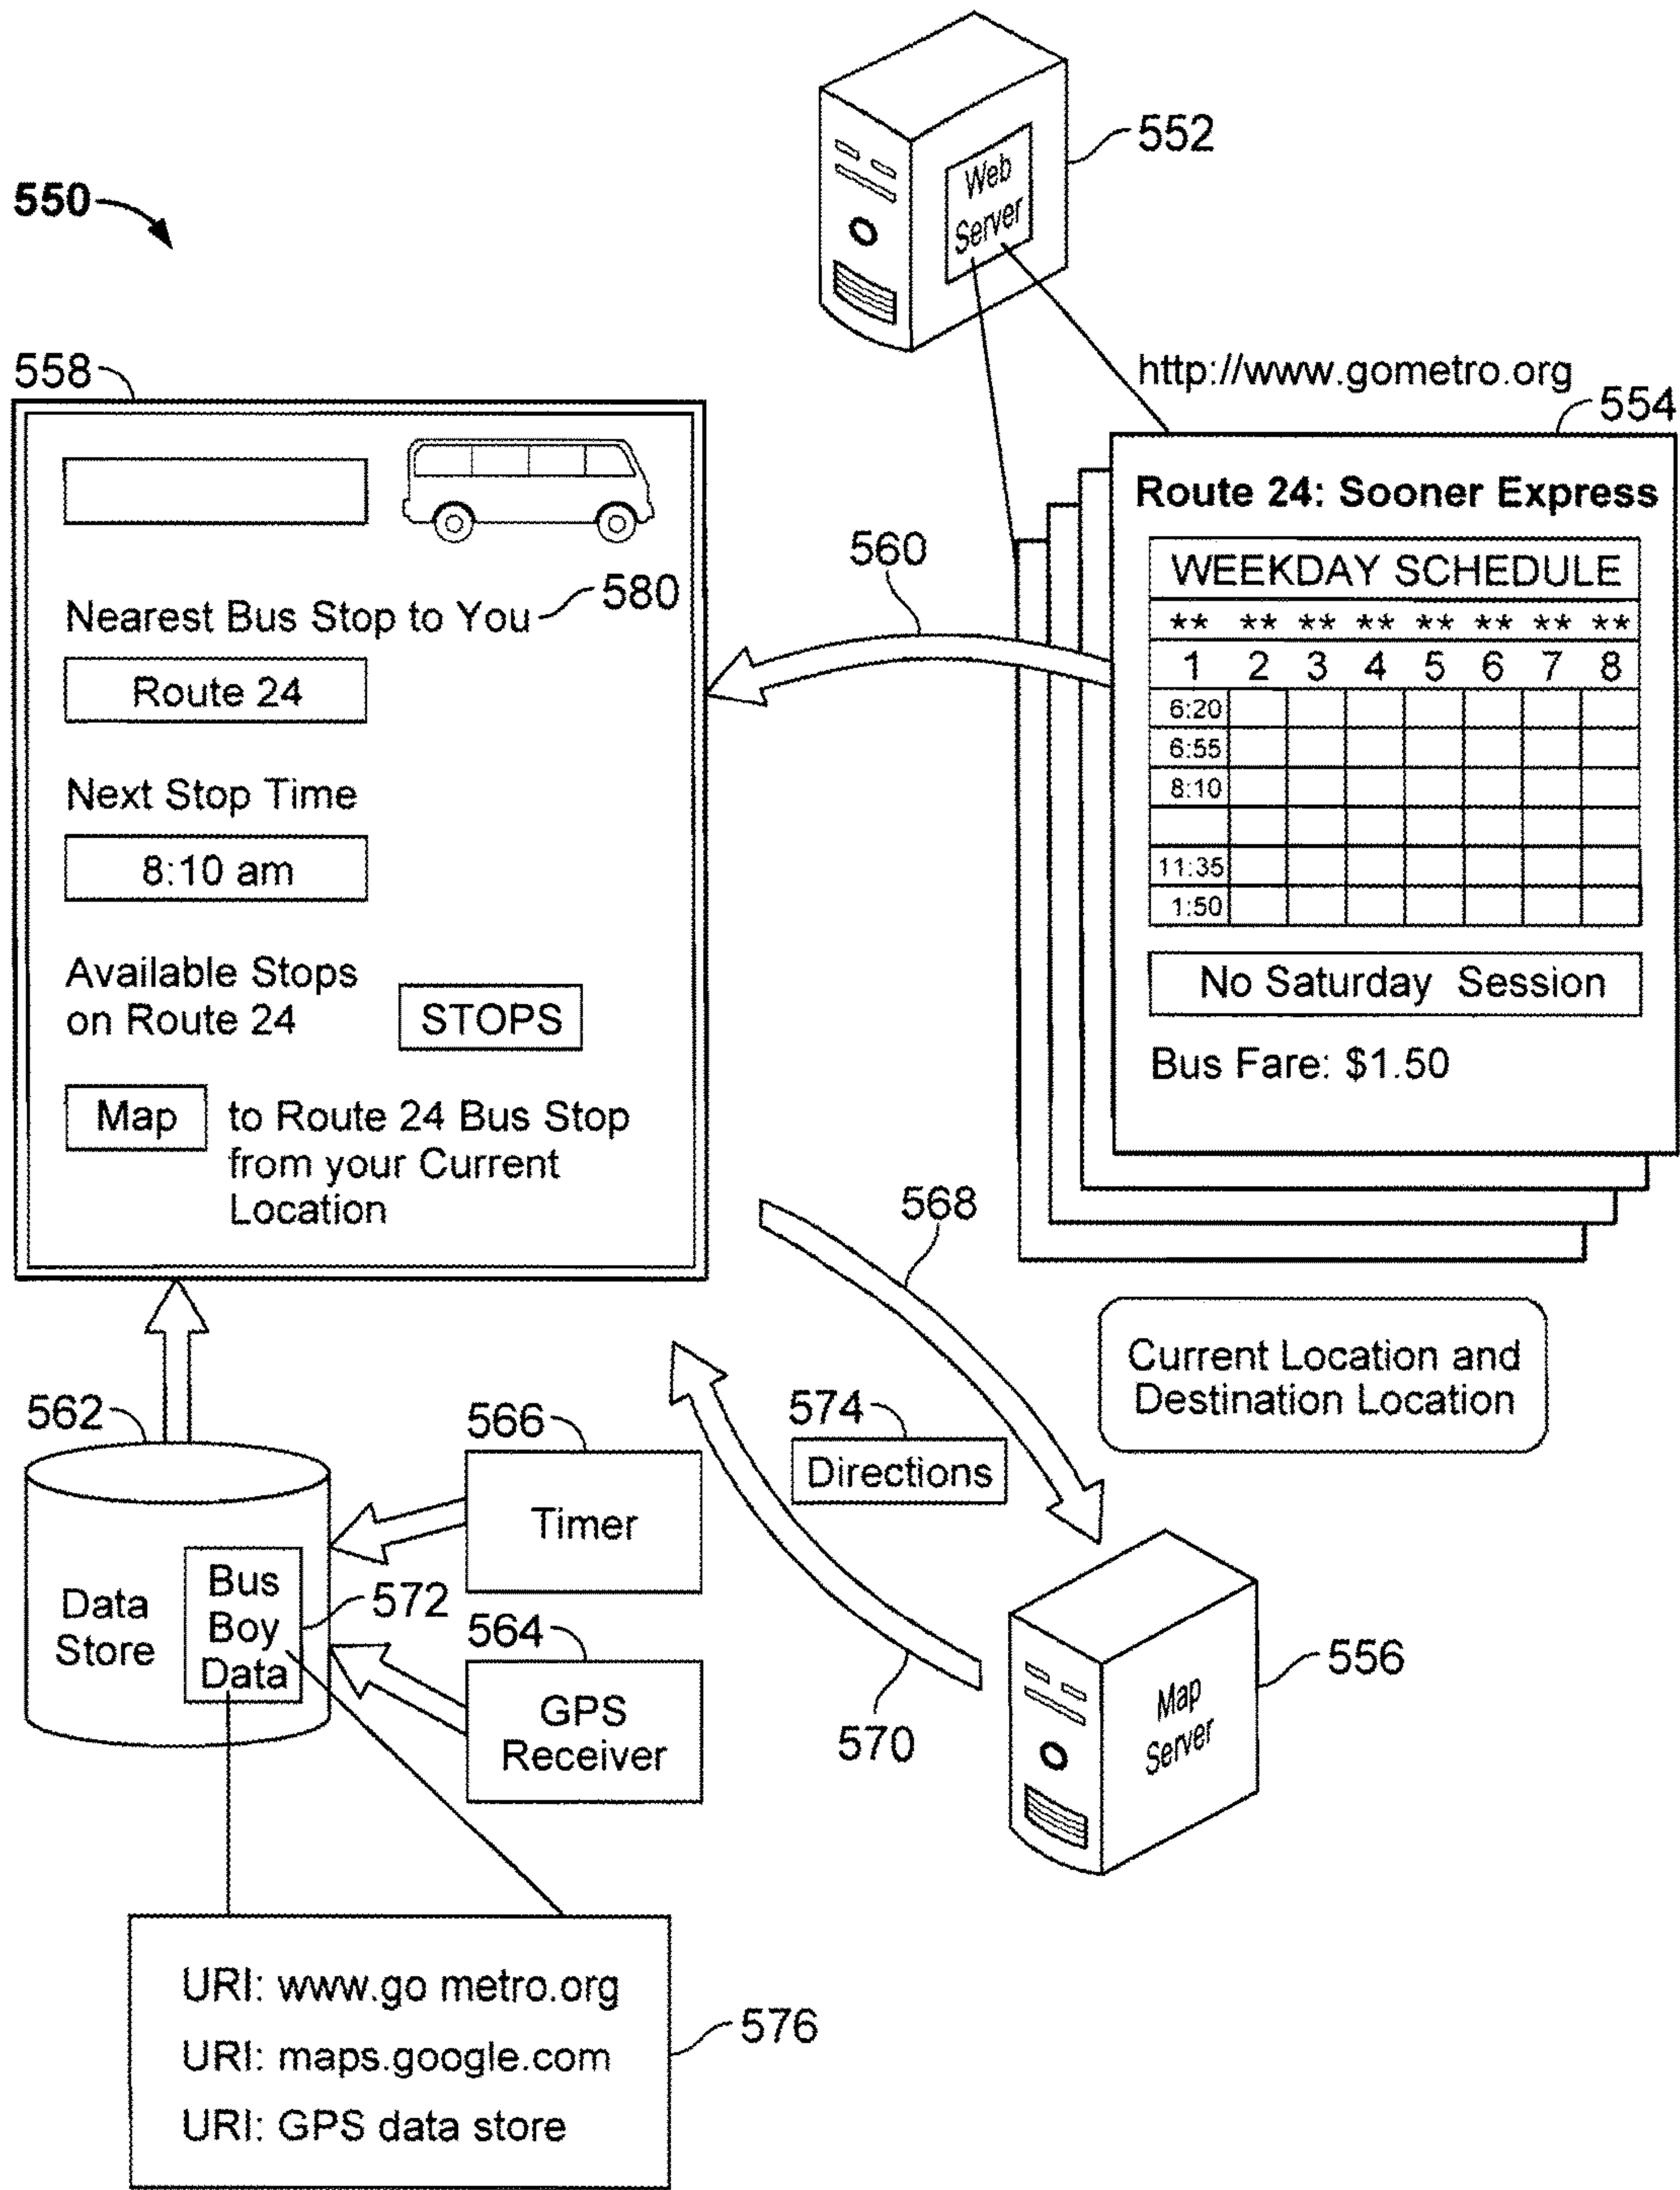 552
Web
Server
550
http://www.gometro.org
554
558
Nearest Bus Stop to You
580
Route 24
Next Stop Time
8:10 am
Available Stops
on Route 24
STOPS
Map
to Route 24 Bus Stop
from your Current
Location
560
Route 24: Sooner Express
WEEKDAY SCHEDULE
** ** ** ** ** ** ** **
1 2 3 4 5 6 7 8
6:20
6:55
8:10
11:35
1:50
No Saturday Session
Bus Fare: $1.50
568
Current Location and
Destination Location
562
566
574
Timer
Directions
Data
Store
Bus
Boy
Data
572
564
GPS
Receiver
570
Map
Server
556
URI: www.go metro.org
URI: maps.google.com
URI: GPS data store
576